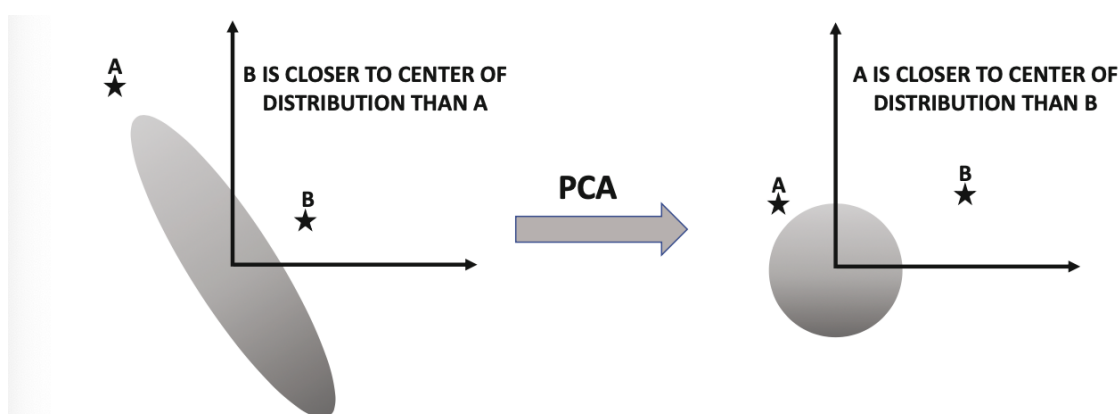 A
B IS CLOSER TO CENTER OF
DISTRIBUTION THAN A
B
PCA
A IS CLOSER TO CENTER OF
DISTRIBUTION THAN B
A
B